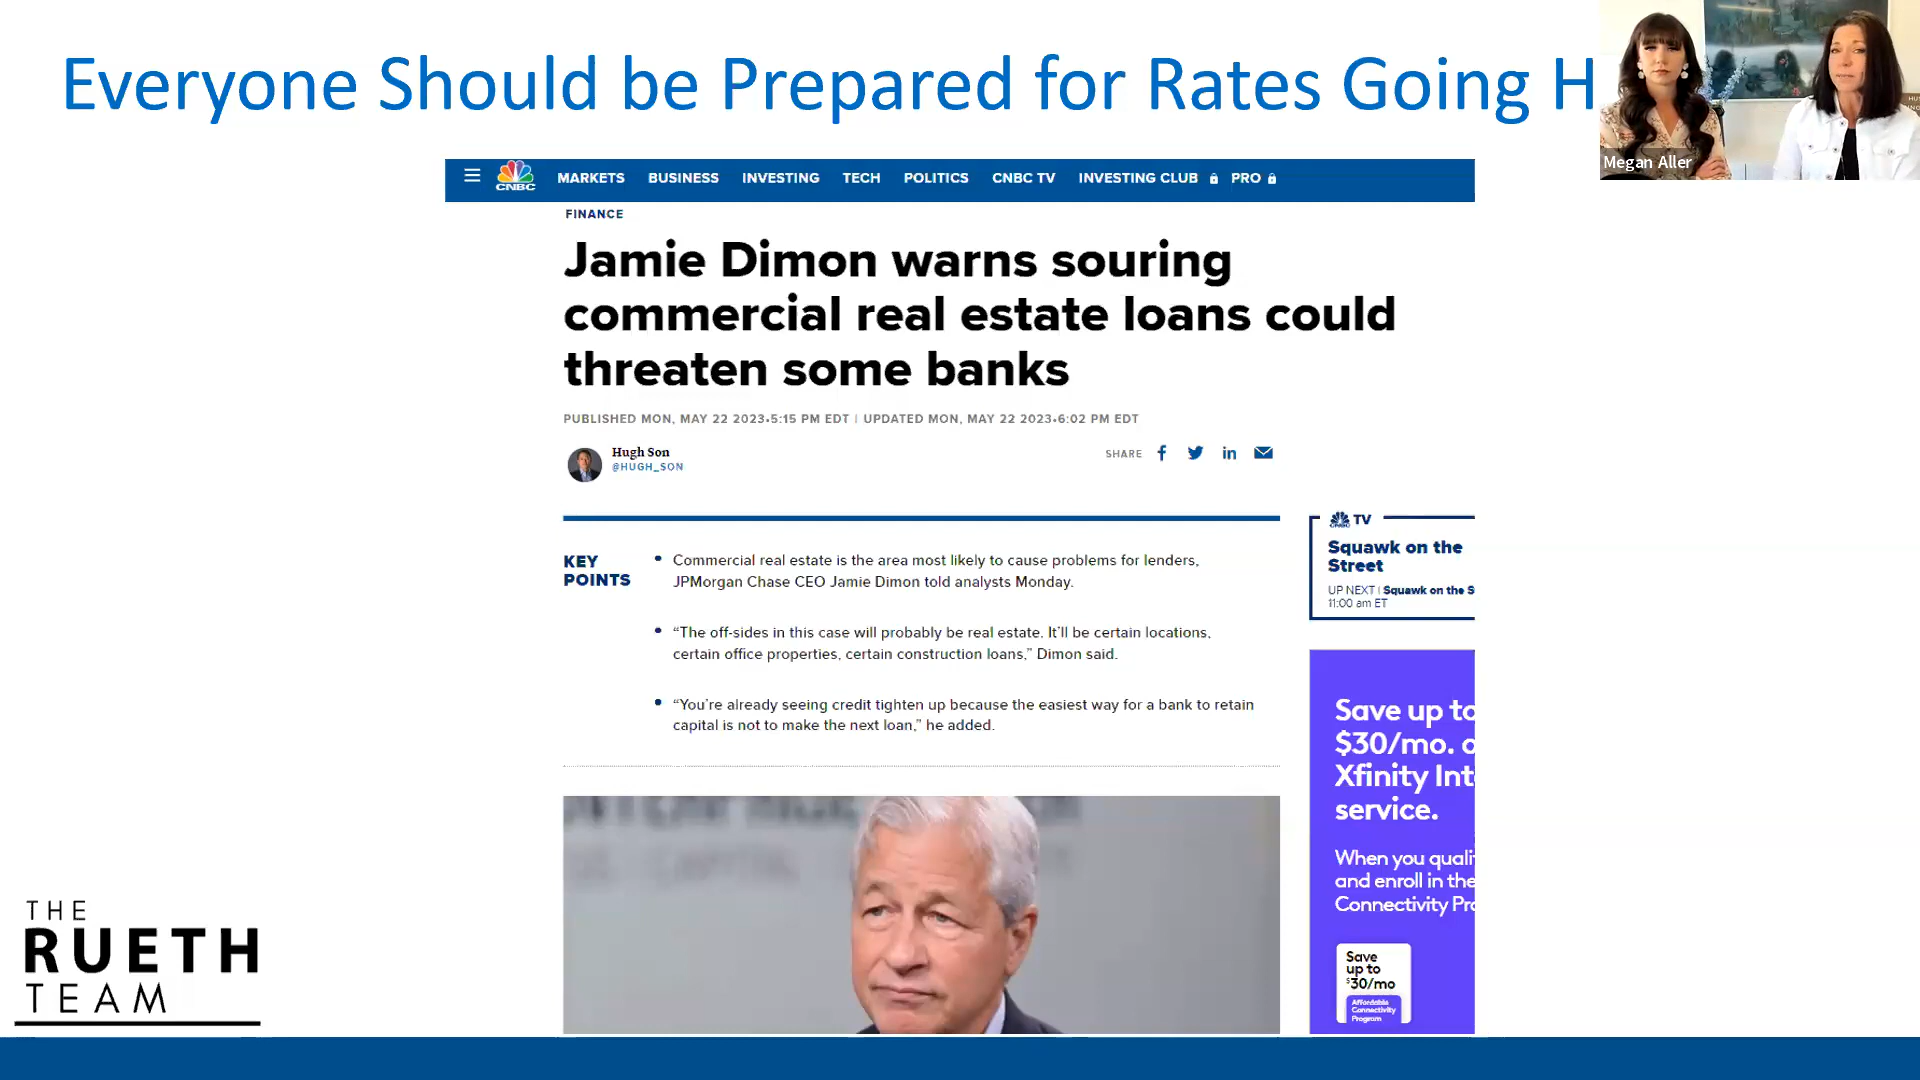 Everyone Should be Prepared for Rates Going H
Megan Aller
CNBC MARKETS BUSINESS INVESTING TECH POLITICS CNBC TV INVESTING CLUB PRO
FINANCE
Jamie Dimon warns souring
commercial real estate loans could
threaten some banks
PUBLISHED MON, MAY 22 2023•5:15 PM EDT | UPDATED MON, MAY 22 2023•6:02 PM EDT
Hugh Son
@HUGH_SON
SHARE
KEY
POINTS
• Commercial real estate is the area most likely to cause problems for lenders,
JPMorgan Chase CEO Jamie Dimon told analysts Monday.
• “The off-sides in this case will probably be real estate. It’ll be certain locations,
certain office properties, certain construction loans,” Dimon said.
• “You’re already seeing credit tighten up because the easiest way for a bank to retain
capital is not to make the next loan,” he added.
CNBC TV
Squawk on the
Street
UP NEXT | Squawk on the S
11:00 am ET
Save up to
$30/mo. o
Xfinity Int
service.
When you quali
and enroll in the
Connectivity Pro
Save
up to
$30/mo
Affordable
Connectivity
Program
THE
RUETH
TEAM